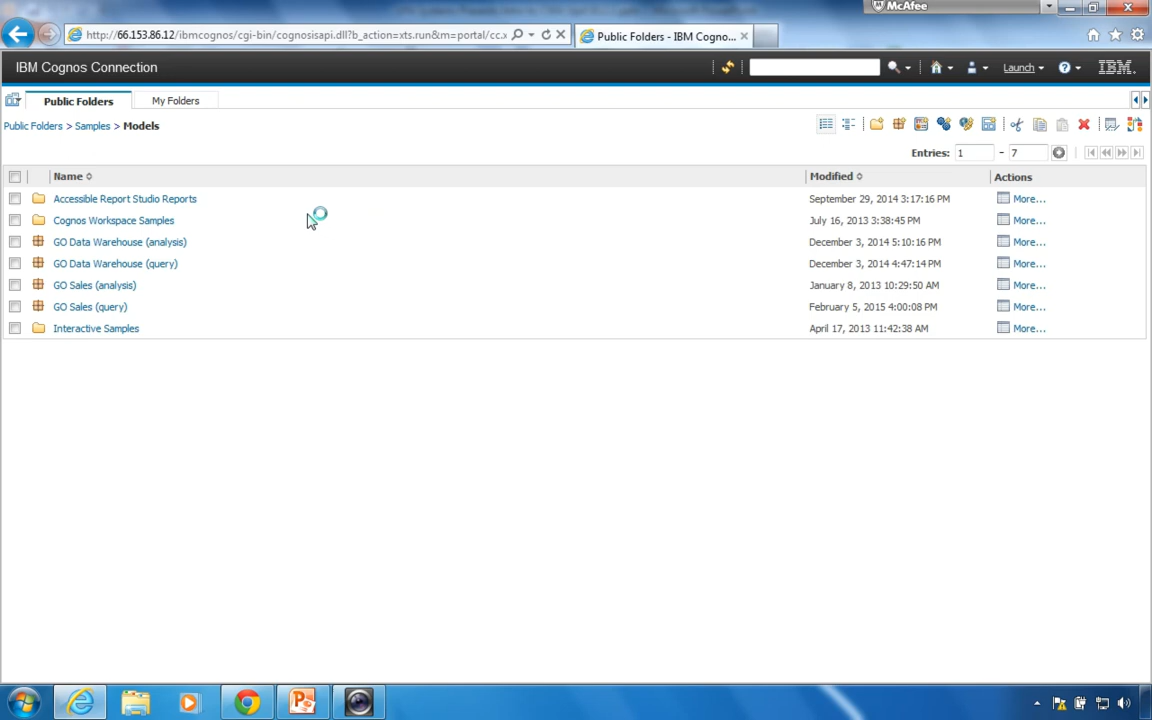 McAfee
http://66.153.86.12/ibmcognos/cgi-bin/cognosisapi.dll?b_action=xts.run&m=portal/cc.x
Public Folders - IBM Cogno...
IBM Cognos Connection
Launch
IBM.
Public Folders
My Folders
Public Folders > Samples > Models
Entries: 1 - 7
Name
Modified
Actions
Accessible Report Studio Reports September 29, 2014 3:17:16 PM More...
Cognos Workspace Samples July 16, 2013 3:38:45 PM More...
GO Data Warehouse (analysis) December 3, 2014 5:10:16 PM More...
GO Data Warehouse (query) December 3, 2014 4:47:14 PM More...
GO Sales (analysis) January 8, 2013 10:29:50 AM More...
GO Sales (query) February 5, 2015 4:00:08 PM More...
Interactive Samples April 17, 2013 11:42:38 AM More...